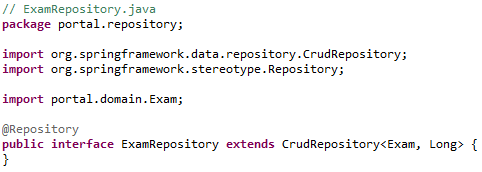 // ExamRepository.java
package portal.repository;
import org.springframework.data.repository.CrudRepository;
import org.springframework.stereotype.Repository;
import portal.domain.Exam;
@Repository
public interface ExamRepository extends CrudRepository<Exam, Long> {
}